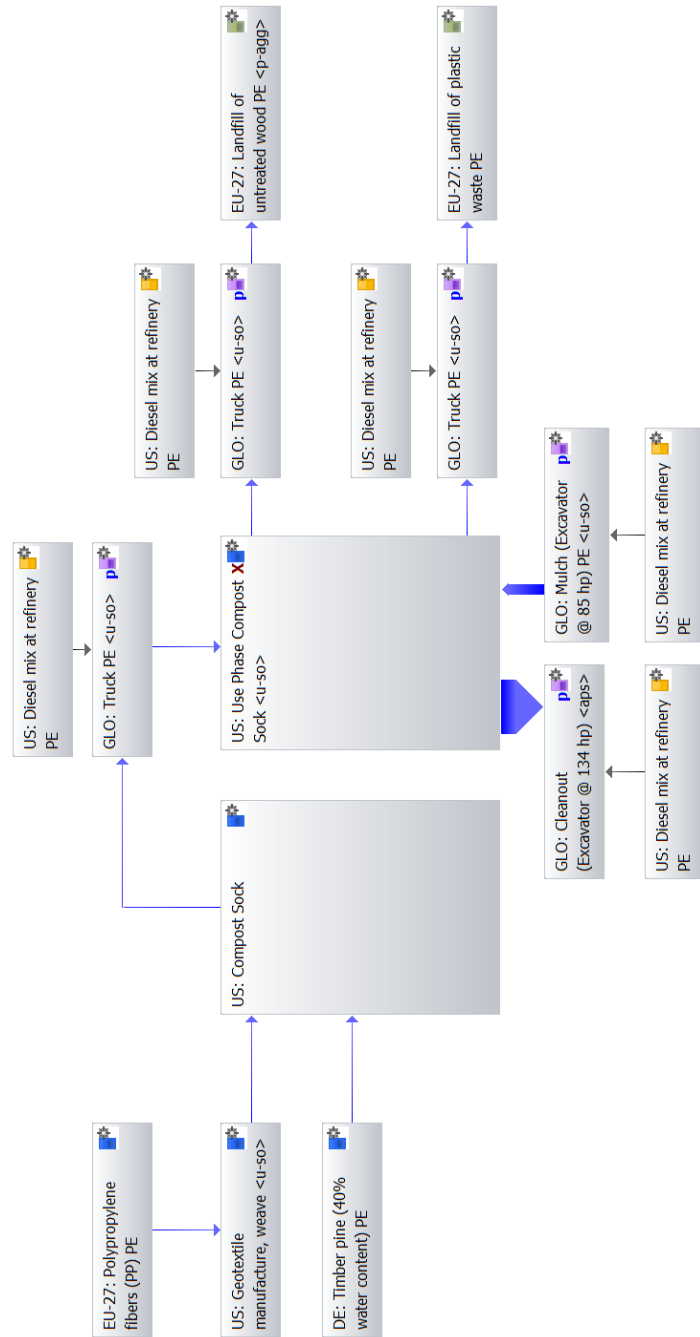 US: Diesel mix at refinery
PE
EU-27: Polypropylene
fibers (PP) PE
GLO: Truck PE <u-so>
p
US: Diesel mix at refinery
PE
US: Geotextile
manufacture, weave <u-so>
US: Compost Sock
US: Use Phase Compost X
Sock <u-so>
GLO: Truck PE <u-so>
p
EU-27: Landfill of
untreated wood PE <p-agg>
DE: Timber pine (40%
water content) PE
US: Diesel mix at refinery
PE
GLO: Truck PE <u-so>
p
EU-27: Landfill of plastic
waste PE
GLO: Cleanout
p
(Excavator @ 134 hp) <aps>
GLO: Mulch (Excavator
p
@ 85 hp) PE <u-so>
US: Diesel mix at refinery
PE
US: Diesel mix at refinery
PE